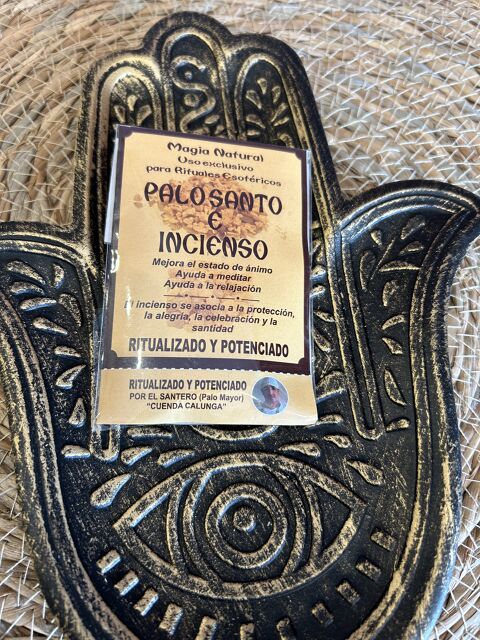 Magia Natural
Uso exclusivo
para Rituales Esotéricos
PALO SANTO
E
INCIENSO
Mejora el estado de ánimo
Ayuda a meditar
Ayuda a la relajación
El incienso se asocia a la protección,
la alegría, la celebración y la
santidad
RITUALIZADO Y POTENCIADO
RITUALIZADO Y POTENCIADO
POR EL SANTERO (Palo Mayor)
"CUENDA CALUNGA"